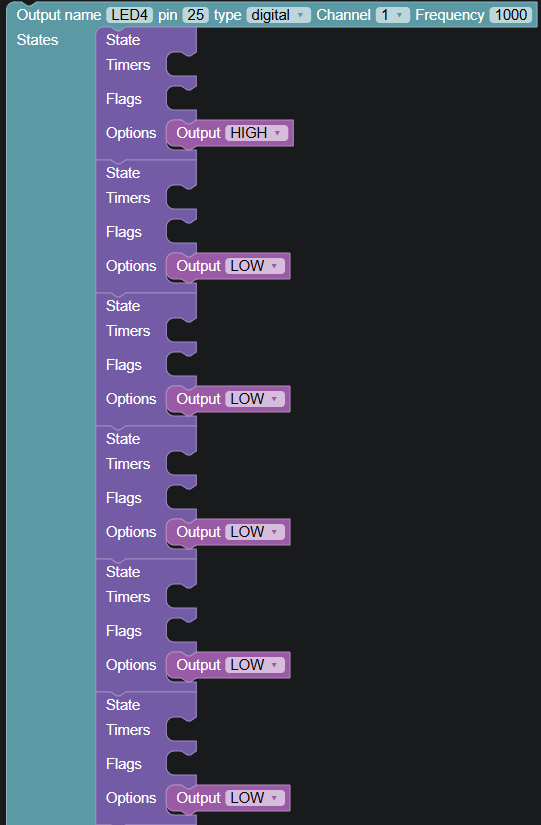 Output name LED4 pin 25 type digital Channel 1 Frequency 1000
States State
Timers
Flags
Options Output HIGH
State
Timers
Flags
Options Output LOW
State
Timers
Flags
Options Output LOW
State
Timers
Flags
Options Output LOW
State
Timers
Flags
Options Output LOW
State
Timers
Flags
Options Output LOW